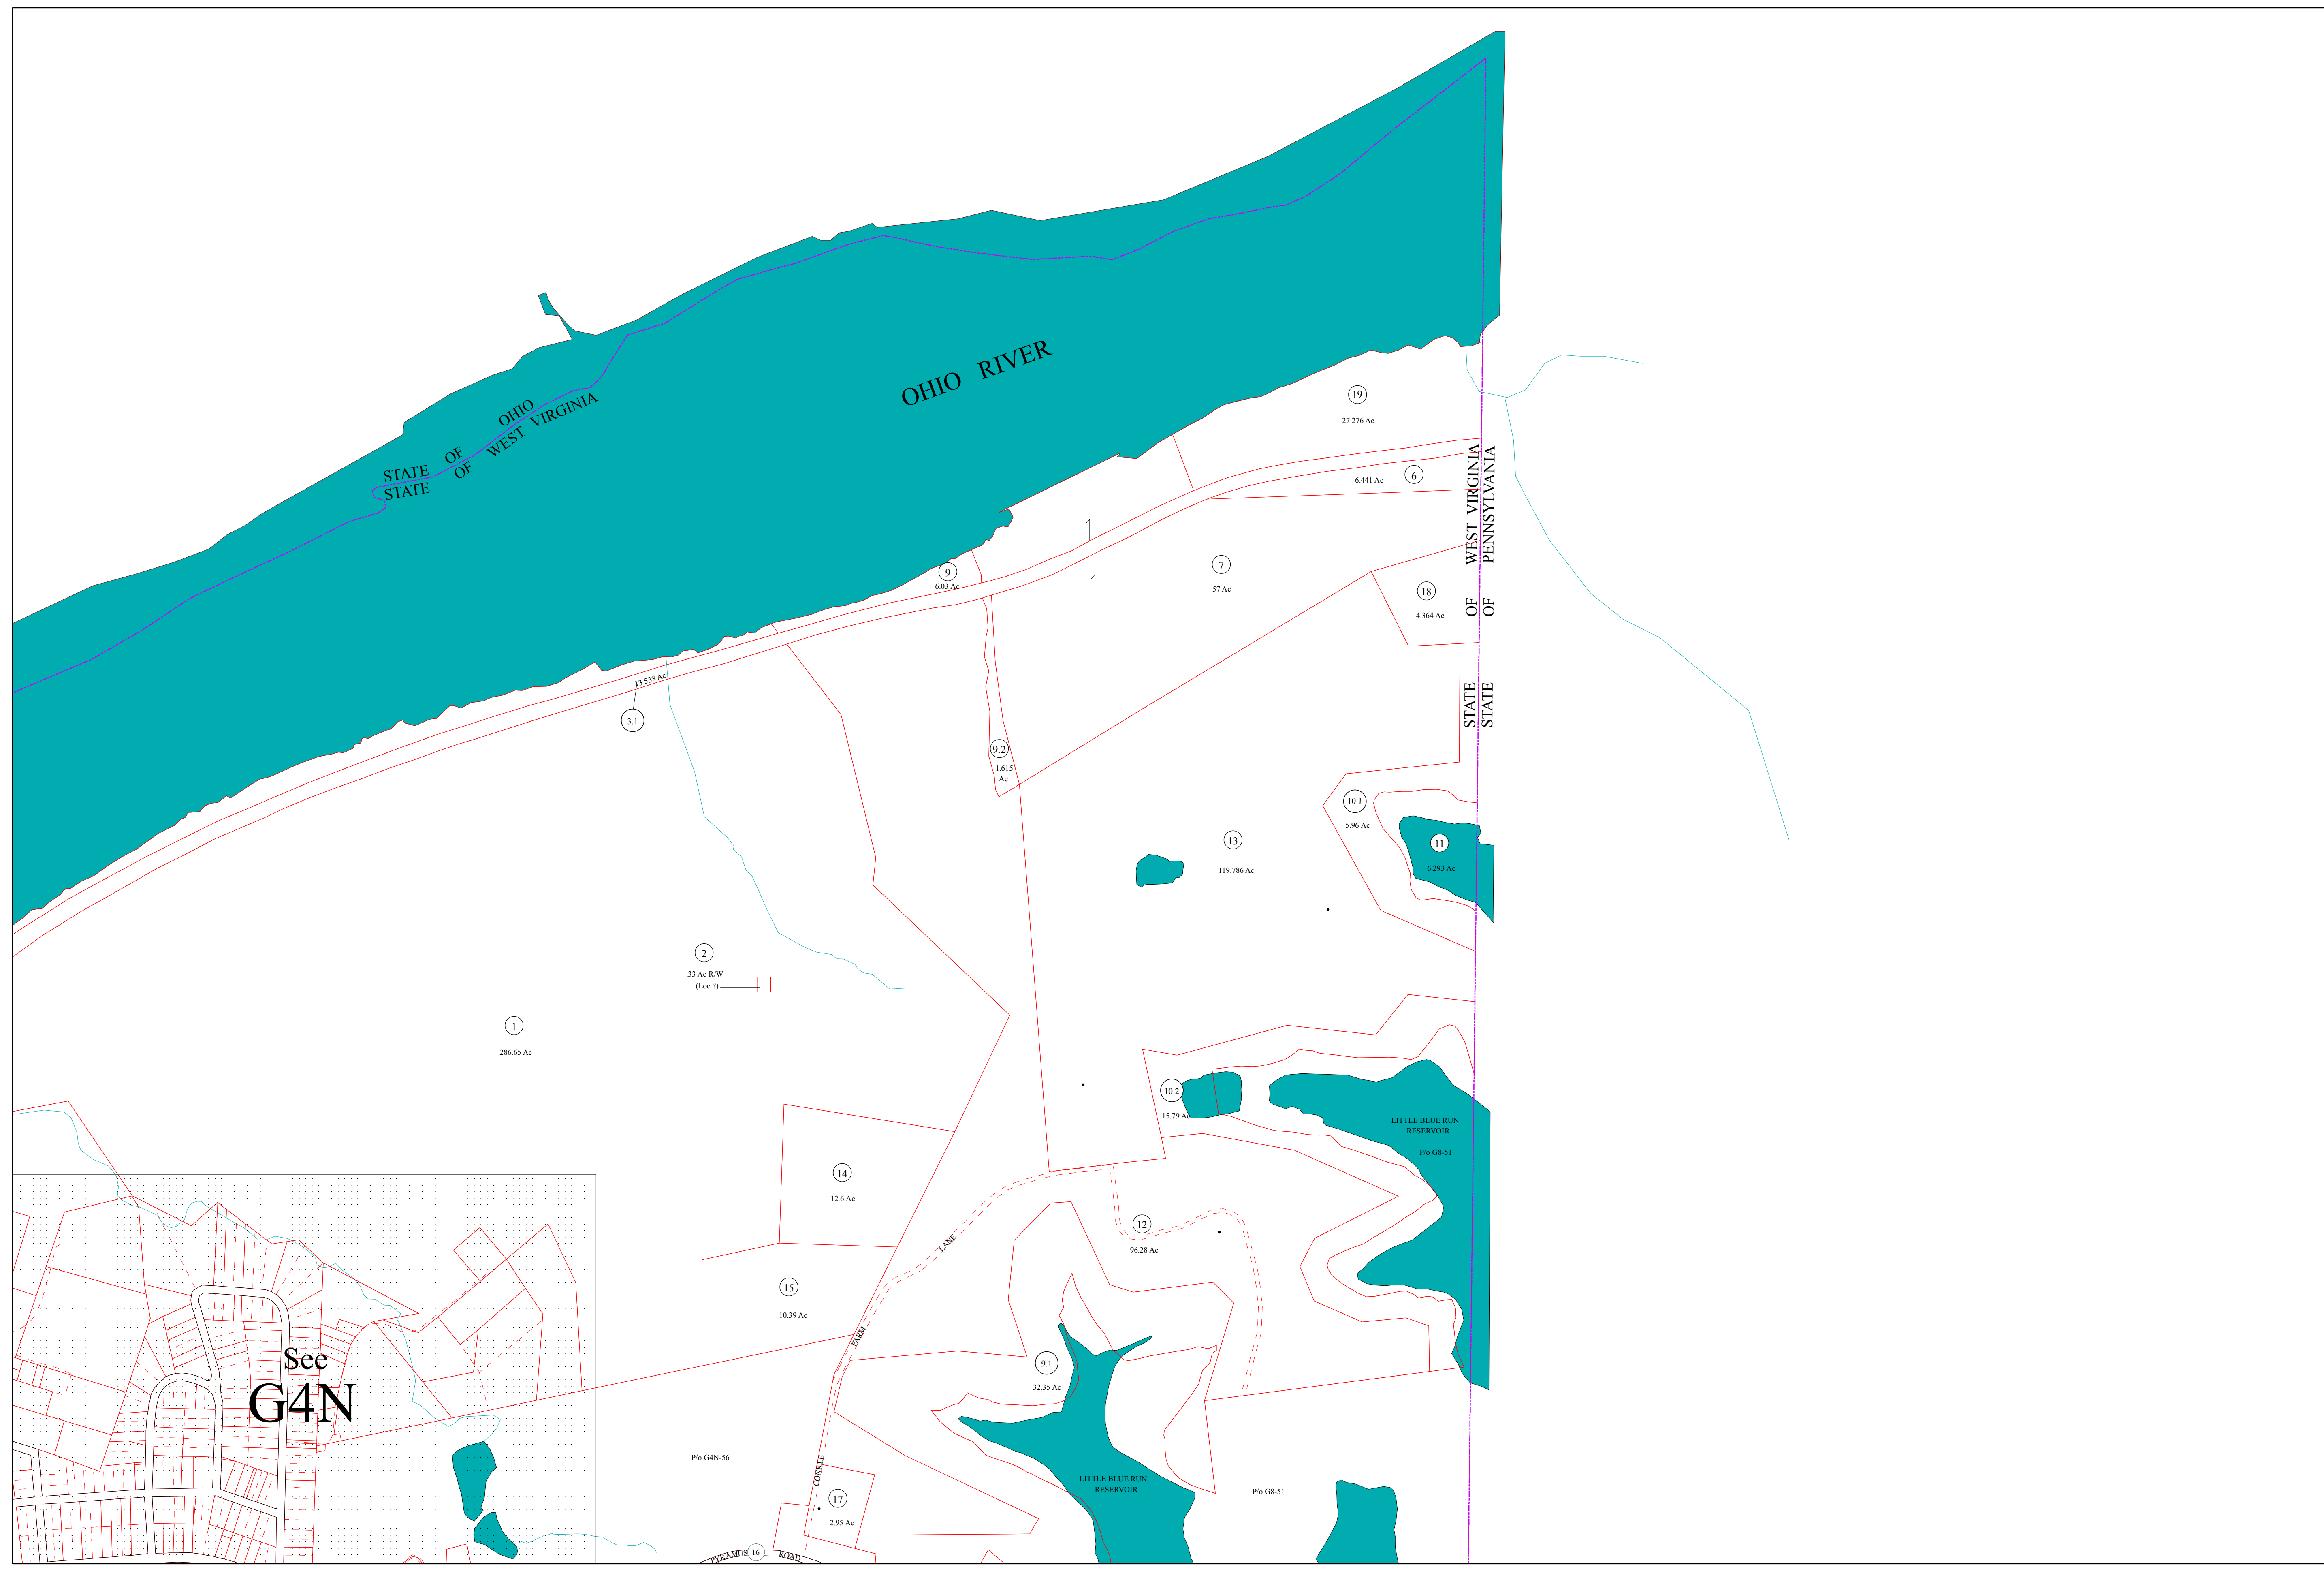 OHIO RIVER
STATE OF OHIO
STATE OF WEST VIRGINIA
19
27.276 Ac
6
6.441 Ac
STATE OF WEST VIRGINIA
STATE OF PENNSYLVANIA
7
57 Ac
9
6.03 Ac
18
4.364 Ac
13.538 Ac
3.1
9.2
1.615
Ac
10.1
5.96 Ac
13
119.786 Ac
11
6.293 Ac
2
.33 Ac R/W
(Loc ?)
1
286.65 Ac
10.2
15.79 Ac
LITTLE BLUE RUN
RESERVOIR
P/o G8-51
14
12.6 Ac
12
96.28 Ac
15
10.39 Ac
CONKLE FARM LANE
See
G4N
9.1
32.35 Ac
P/o G4N-56
LITTLE BLUE RUN
RESERVOIR
P/o G8-51
17
2.95 Ac
PYRAMUS 16 ROAD